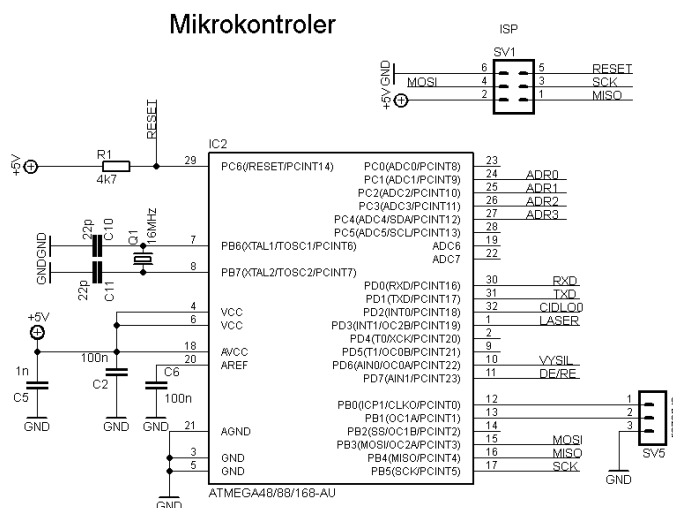 Mikrokontroler
ISP
SV1
GND
6
5
RESET
MOSI
4
3
SCK
+5V
2
1
MISO
RESET
IC2
+5V
R1
4k7
29
PC6(/RESET/PCINT14)
PC0(ADC0/PCINT8)
23
PC1(ADC1/PCINT9)
24
ADR0
PC2(ADC2/PCINT10)
25
ADR1
PC3(ADC3/PCINT11)
26
ADR2
PC4(ADC4/SDA/PCINT12)
27
ADR3
PC5(ADC5/SCL/PCINT13)
28
ADC6
19
ADC7
22
GND
22p
C10
Q1
16MHz
7
PB6(XTAL1/TOSC1/PCINT6)
GND
22p
C11
8
PB7(XTAL2/TOSC2/PCINT7)
PD0(RXD/PCINT16)
30
RXD
PD1(TXD/PCINT17)
31
TXD
PD2(INT0/PCINT18)
32
CIDLO0
PD3(INT1/OC2B/PCINT19)
1
LASER
PD4(T0/XCK/PCINT20)
2
PD5(T1/OC0B/PCINT21)
9
PD6(AIN0/OC0A/PCINT22)
10
VYSIL
PD7(AIN1/PCINT23)
11
DE/RE
4
VCC
6
VCC
+5V
18
AVCC
20
AREF
1n
C5
100n
C2
C6
100n
GND
GND
GND
21
AGND
3
GND
5
GND
GND
PB0(ICP1/CLKO/PCINT0)
12
1
PB1(OC1A/PCINT1)
13
2
PB2(SS/OC1B/PCINT2)
14
3
PB3(MOSI/OC2A/PCINT3)
15
MOSI
PB4(MISO/PCINT4)
16
MISO
PB5(SCK/PCINT5)
17
SCK
GND
SV5
ATMEGA48/88/168-AU